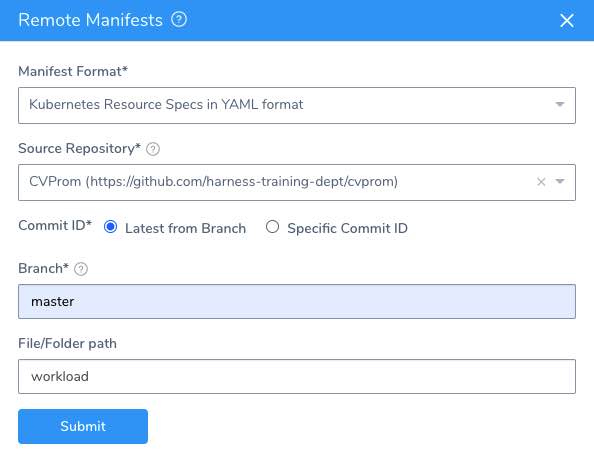 Remote Manifests ?
Manifest Format*
Kubernetes Resource Specs in YAML format
Source Repository* ?
CVProm (https://github.com/harness-training-dept/cvprom)
Commit ID* Latest from Branch Specific Commit ID
Branch* ?
master
File/Folder path
workload
Submit